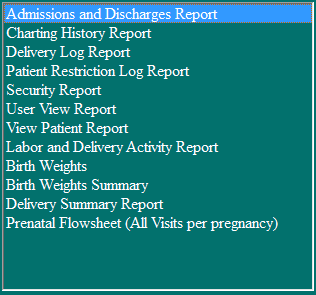 Admissions and Discharges Report
Charting History Report
Delivery Log Report
Patient Restriction Log Report
Security Report
User View Report
View Patient Report
Labor and Delivery Activity Report
Birth Weights
Birth Weights Summary
Delivery Summary Report
Prenatal Flowsheet (All Visits per pregnancy)